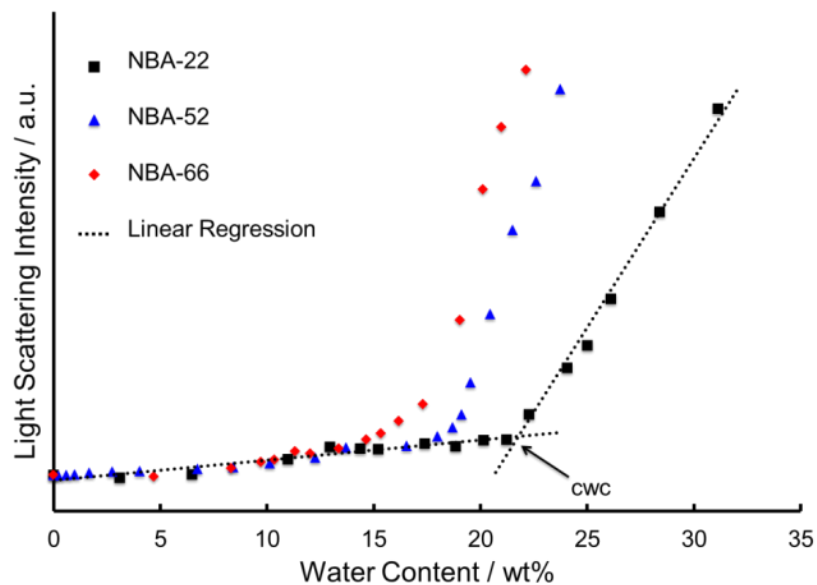 NBA-22
NBA-52
NBA-66
Linear Regression
Light Scattering Intensity / a.u.
cwc
0 5 10 15 20 25 30 35
Water Content / wt%